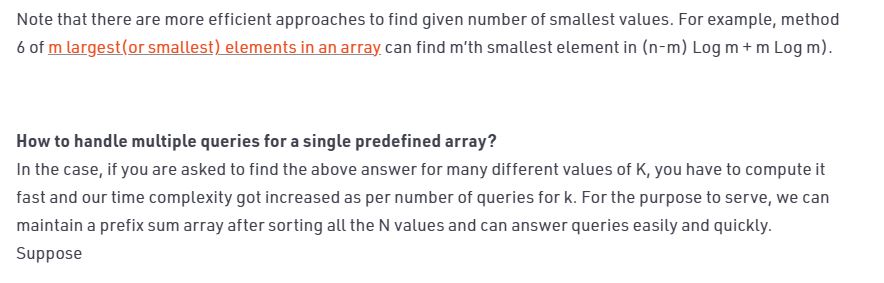 Note that there are more efficient approaches to find given number of smallest values. For example, method
6 of m largest(or smallest) elements in an array can find m’th smallest element in (n-m) Log m + m Log m).
How to handle multiple queries for a single predefined array?
In the case, if you are asked to find the above answer for many different values of K, you have to compute it
fast and our time complexity got increased as per number of queries for k. For the purpose to serve, we can
maintain a prefix sum array after sorting all the N values and can answer queries easily and quickly.
Suppose